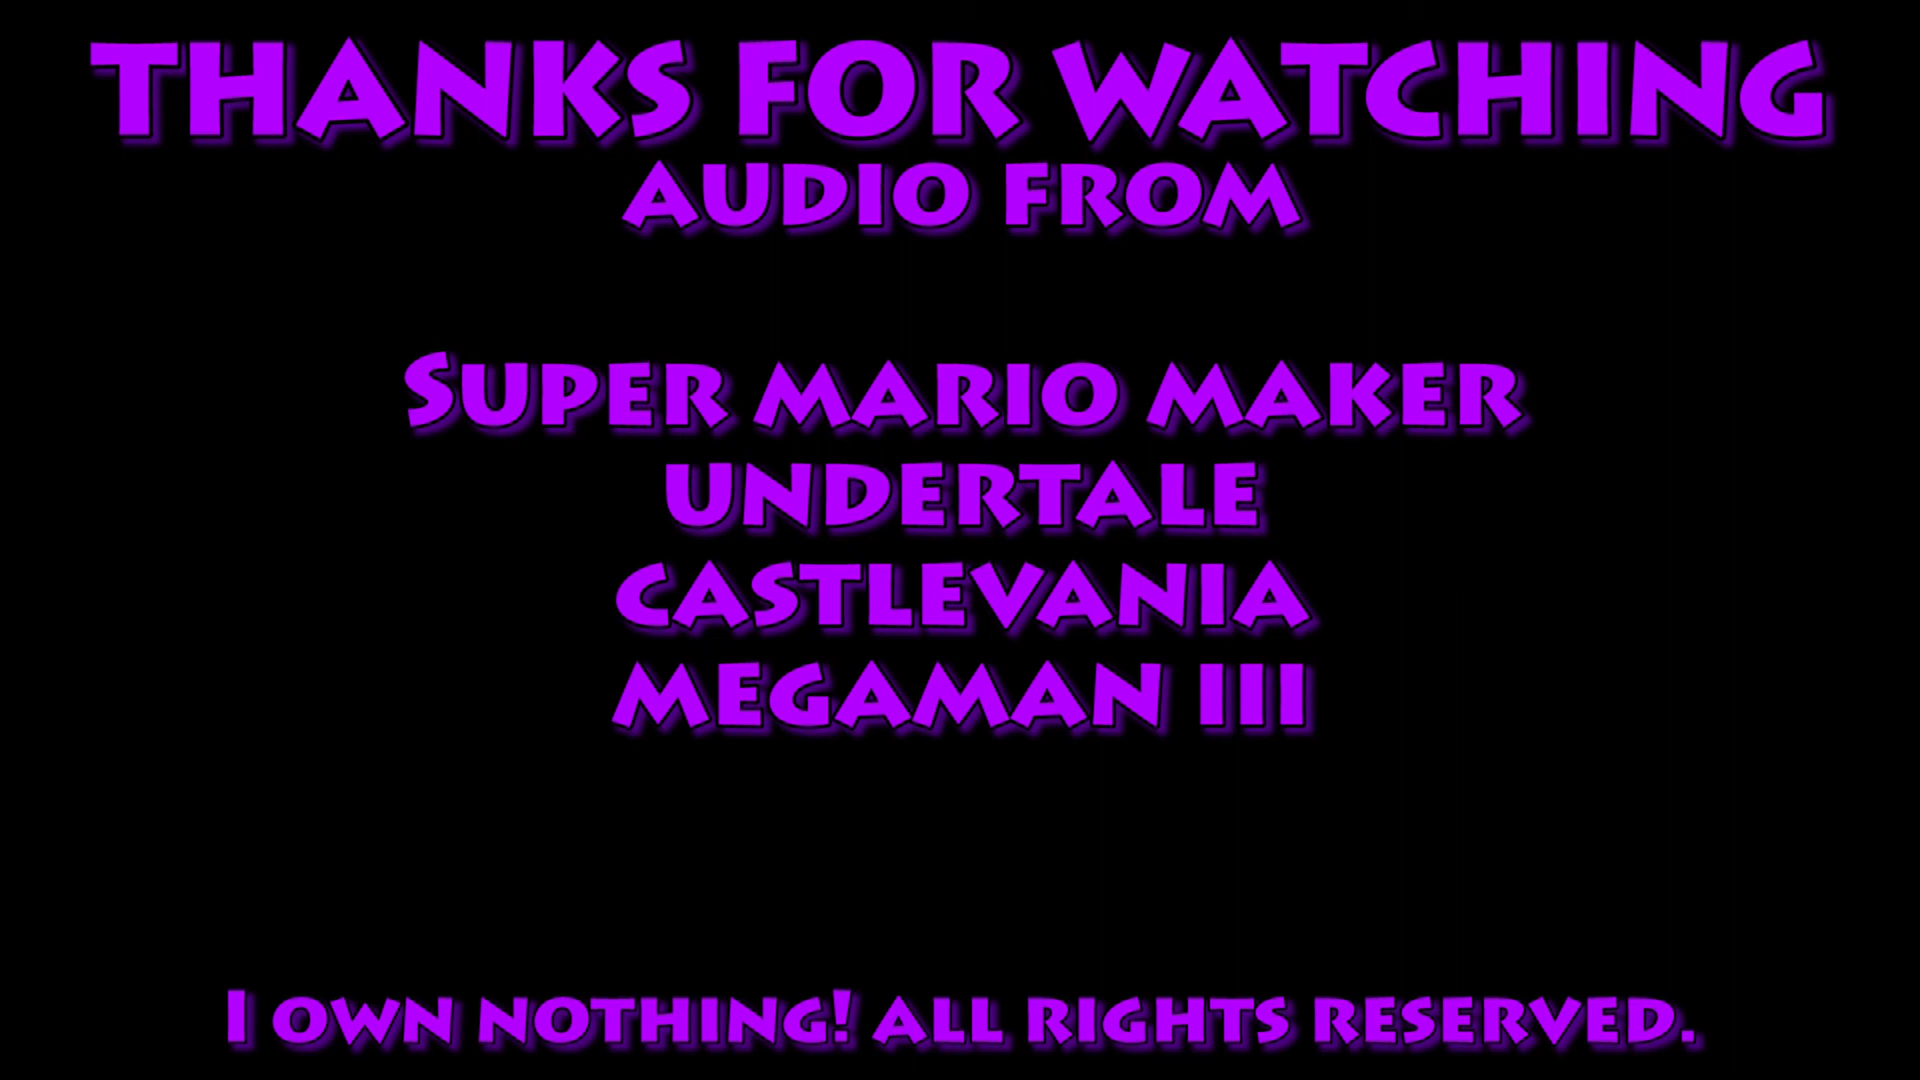 THANKS FOR WATCHING
AUDIO FROM
SUPER MARIO MAKER
UNDERTALE
CASTLEVANIA
MEGAMAN III
I OWN NOTHING! ALL RIGHTS RESERVED.